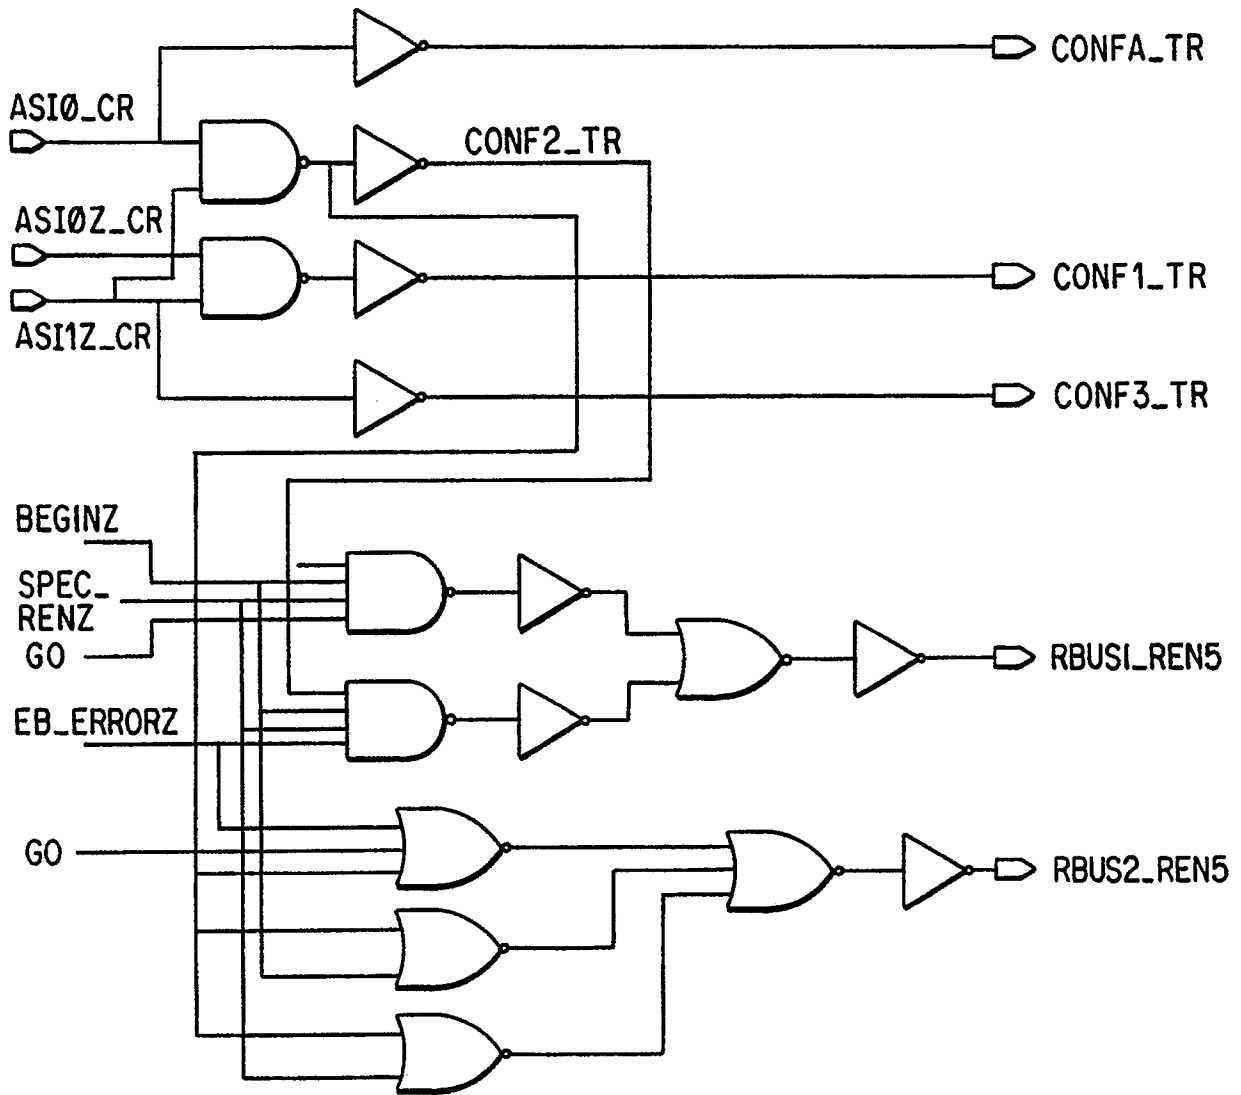 CONFA_TR
ASIØ_CR
CONF2_TR
ASIØZ_CR
CONF1_TR
ASI1Z_CR
CONF3_TR
BEGINZ
SPEC_
RENZ
GO
RBUS1_REN5
EB_ERRORZ
GO
RBUS2_REN5